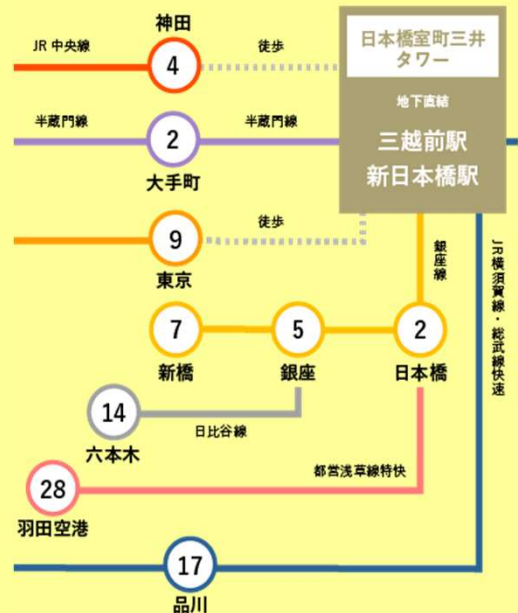 神田
JR 中央線
4
徒歩
日本橋室町三井
タワー
地下直結
三越前駅
新日本橋駅
半蔵門線
2
半蔵門線
大手町
9
徒歩
東京
銀座線
JR横須賀線・総武線快速
7
5
2
新橋
銀座
日本橋
14
日比谷線
六本木
都営浅草線特快
28
羽田空港
17
品川